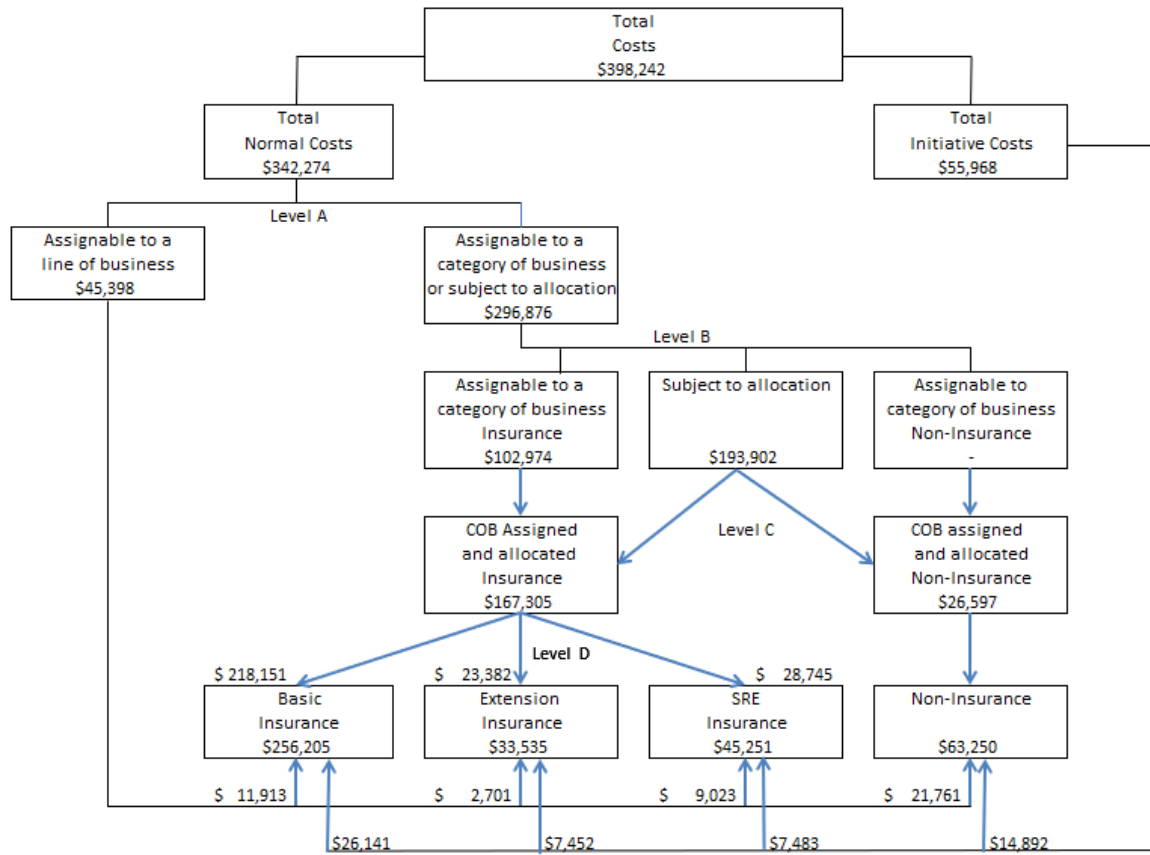 Total
Costs
$398,242
Total
Normal Costs
$342,274
Total
Initiative Costs
$55,968
Level A
Assignable to a
line of business
$45,398
Assignable to a
category of business
or subject to allocation
$296,876
Level B
Assignable to a
category of business
Insurance
$102,974
Subject to allocation
$193,902
Assignable to
category of business
Non-Insurance
-
COB Assigned
and allocated
Insurance
$167,305
Level C
COB assigned
and allocated
Non-Insurance
$26,597
Level D
$ 218,151
$ 23,382
$ 28,745
Basic
Insurance
$256,205
Extension
Insurance
$33,535
SRE
Insurance
$45,251
Non-Insurance
$63,250
$ 11,913
$ 2,701
$ 9,023
$ 21,761
$26,141
$7,452
$7,483
$14,892